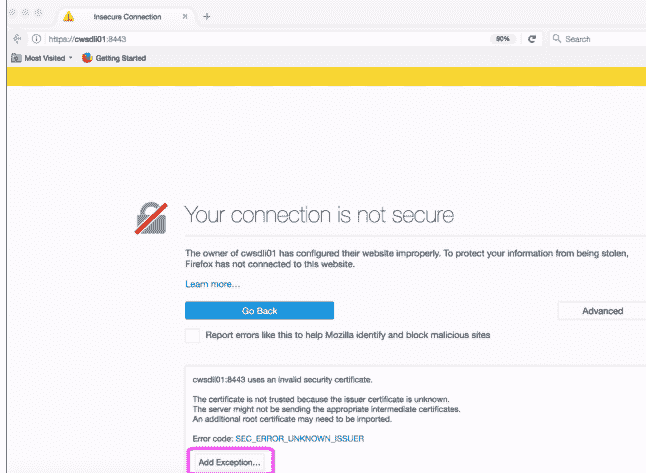 Insecure Connection
https://cwsdli01:8443
90%
Search
Most Visited
Getting Started
Your connection is not secure
The owner of cwsdli01 has configured their website improperly. To protect your information from being stolen,
Firefox has not connected to this website.
Learn more…
Go Back
Advanced
Report errors like this to help Mozilla identify and block malicious sites
cwsdli01:8443 uses an invalid security certificate.
The certificate is not trusted because the issuer certificate is unknown.
The server might not be sending the appropriate intermediate certificates.
An additional root certificate may need to be imported.
Error code: SEC_ERROR_UNKNOWN_ISSUER
Add Exception...